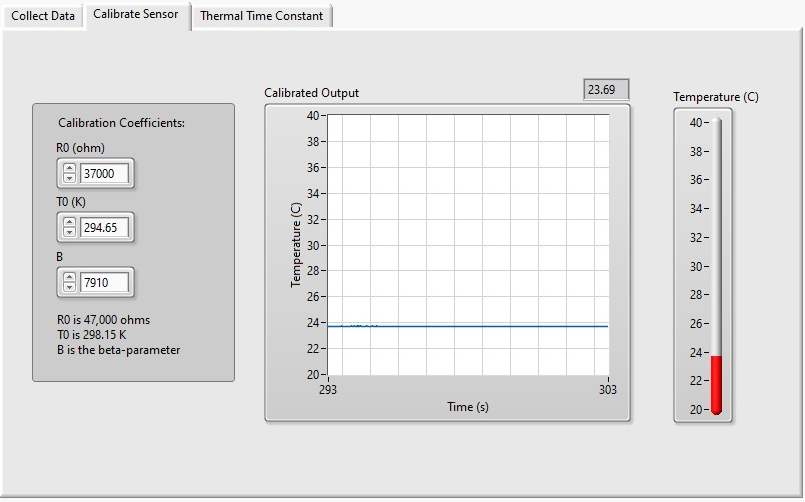 Collect Data
Calibrate Sensor
Thermal Time Constant
Calibration Coefficients:
R0 (ohm)
37000
T0 (K)
294.65
B
7910
R0 is 47,000 ohms
T0 is 298.15 K
B is the beta-parameter
Calibrated Output
23.69
Temperature (C)
40
38
36
34
32
30
28
26
24
22
20
293
303
Time (s)
Temperature (C)
40
38
36
34
32
30
28
26
24
22
20